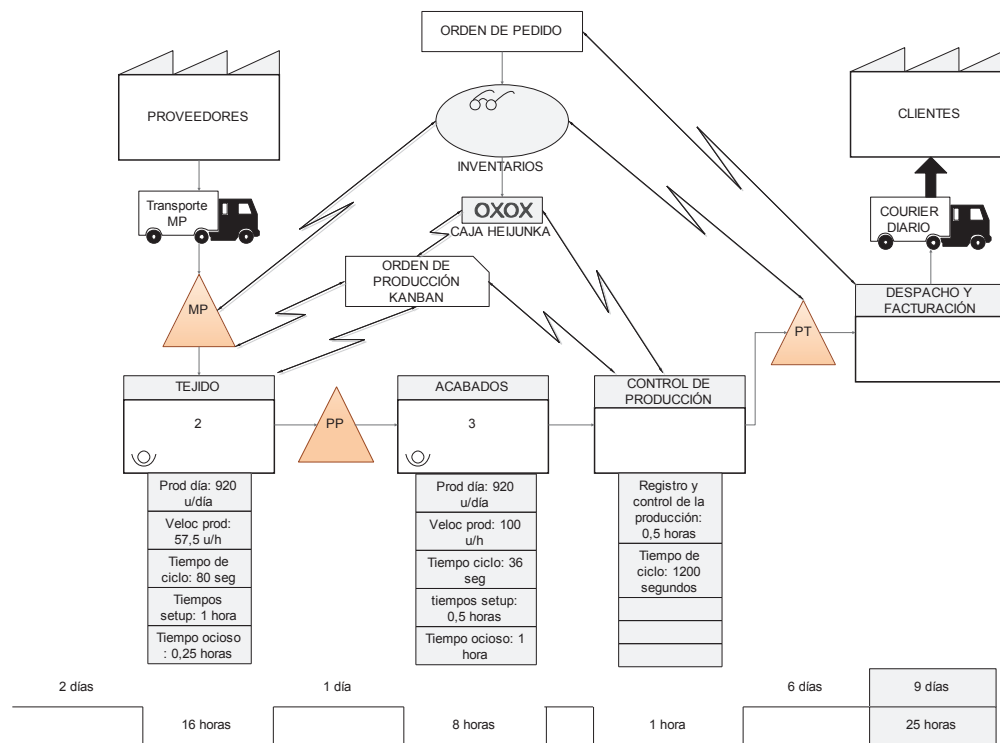 ORDEN DE PEDIDO
PROVEEDORES
CLIENTES
INVENTARIOS
Transporte
MP
OXOX
CAJA HEIJUNKA
COURIER
DIARIO
ORDEN DE
PRODUCCIÓN
KANBAN
MP
DESPACHO Y
FACTURACIÓN
PT
TEJIDO
2
PP
ACABADOS
3
CONTROL DE
PRODUCCIÓN
Prod día: 920
u/día
Veloc prod:
57,5 u/h
Tiempo de
ciclo: 80 seg
Tiempos
setup: 1 hora
Tiempo ocioso
: 0,25 horas
Prod día: 920
u/día
Veloc prod: 100
u/h
Tiempo ciclo: 36
seg
tiempos setup:
0,5 horas
Tiempo ocioso: 1
hora
Registro y
control de la
producción:
0,5 horas
Tiempo de
ciclo: 1200
segundos
2 días
1 día
6 días
9 días
16 horas
8 horas
1 hora
25 horas